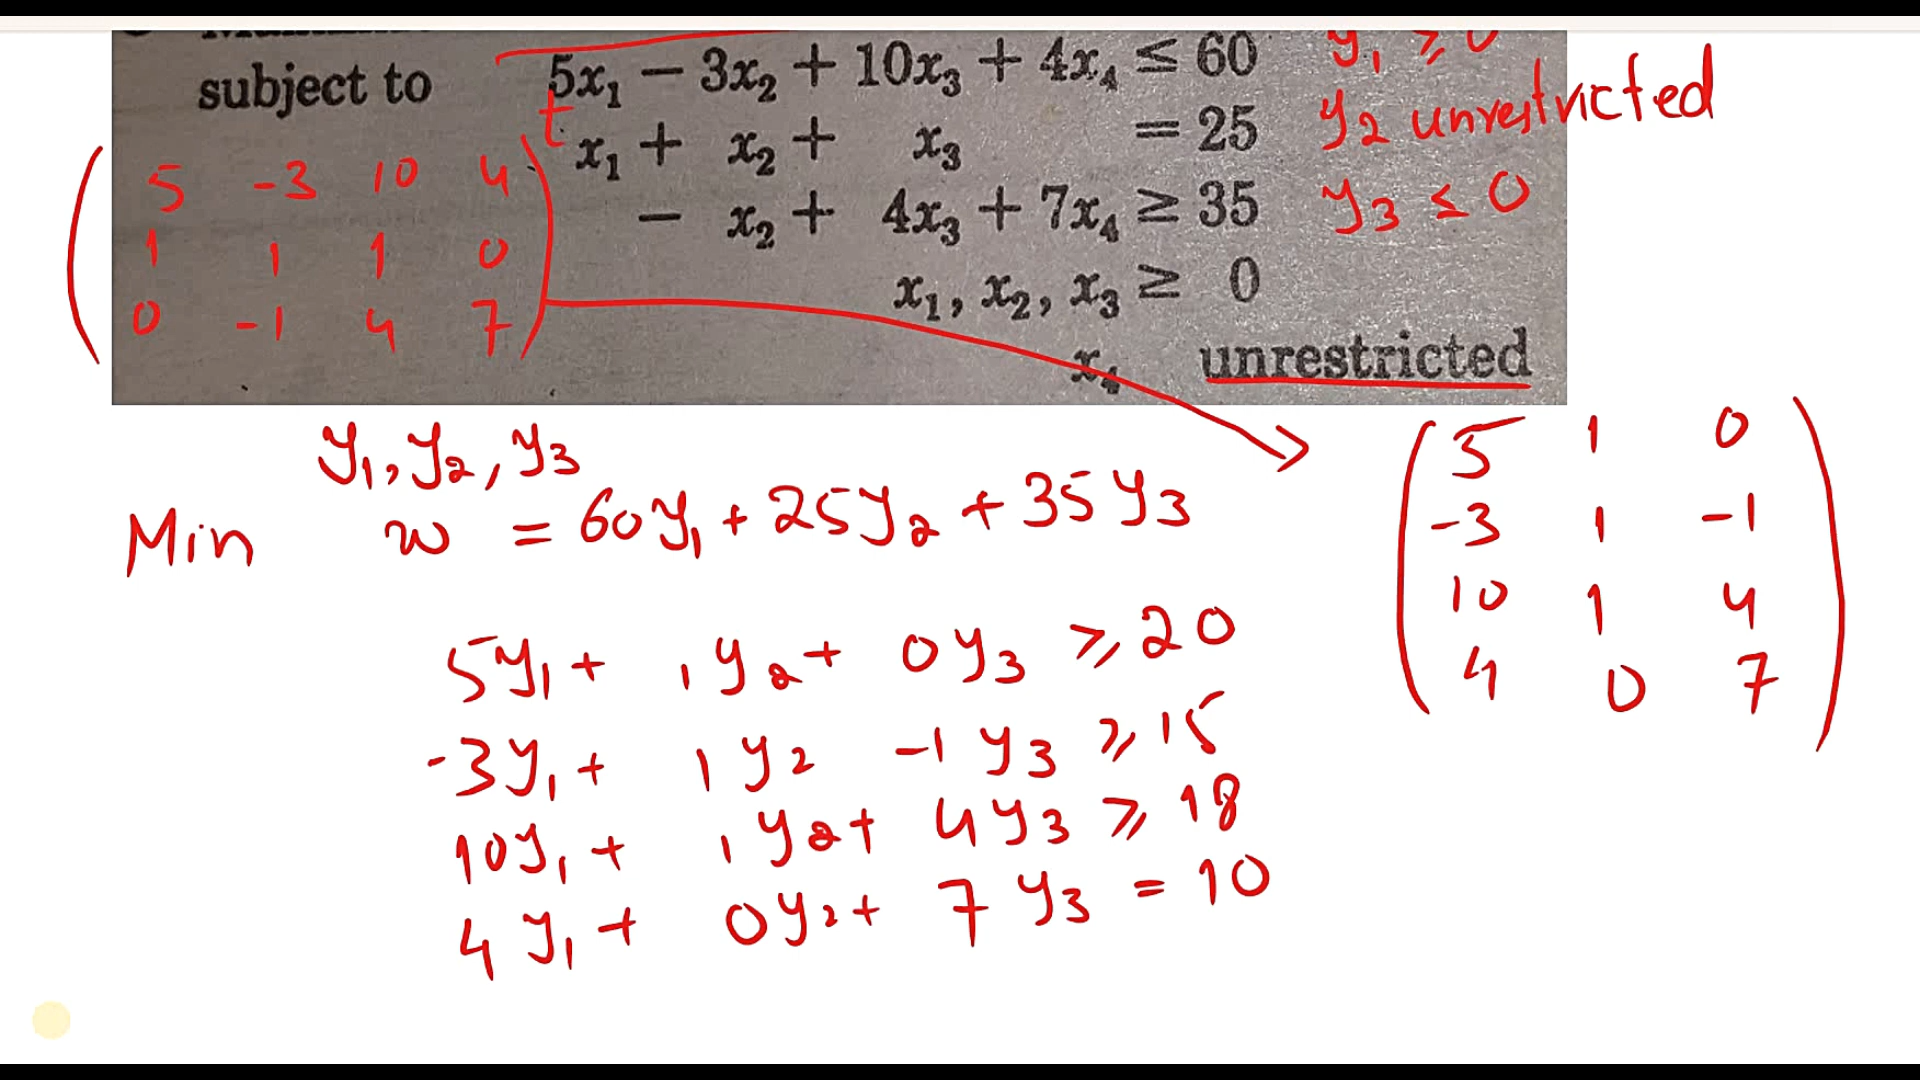 subject to 5x₁ − 3x₂ + 10x₃ + 4x₄ ≤ 60 y₁ ≥ 0
x₁ + x₂ + x₃ = 25 y₂ unrestricted
− x₂ + 4x₃ + 7x₄ ≥ 35 y₃ ≤ 0
x₁, x₂, x₃ ≥ 0
x₄ unrestricted
5 -3 10 4 t
1 1 1 0
0 -1 4 7
y₁, y₂, y₃
Min w = 60y₁ + 25y₂ + 35y₃
5y₁ + 1y₂ + 0y₃ ≥ 20
-3y₁ + 1y₂ -1y₃ ≥ 15
10y₁ + 1y₂ + 4y₃ ≥ 18
4y₁ + 0y₂ + 7y₃ = 10
5 1 0
-3 1 -1
10 1 4
4 0 7